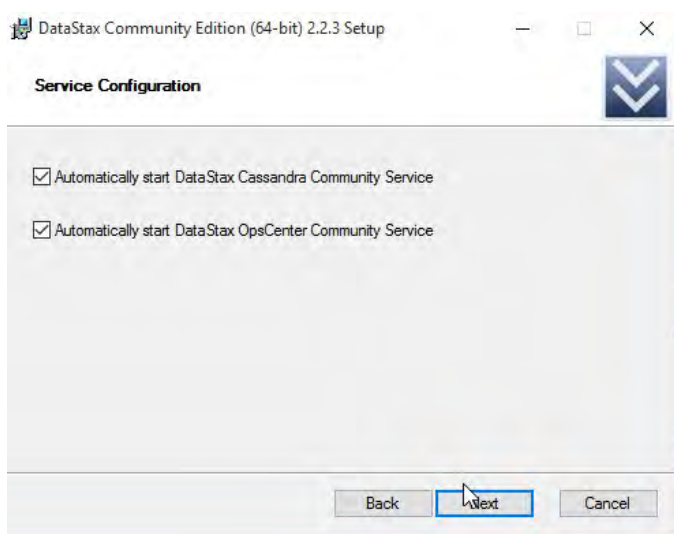 DataStax Community Edition (64-bit) 2.2.3 Setup
Service Configuration
Automatically start DataStax Cassandra Community Service
Automatically start DataStax OpsCenter Community Service
Back Next Cancel